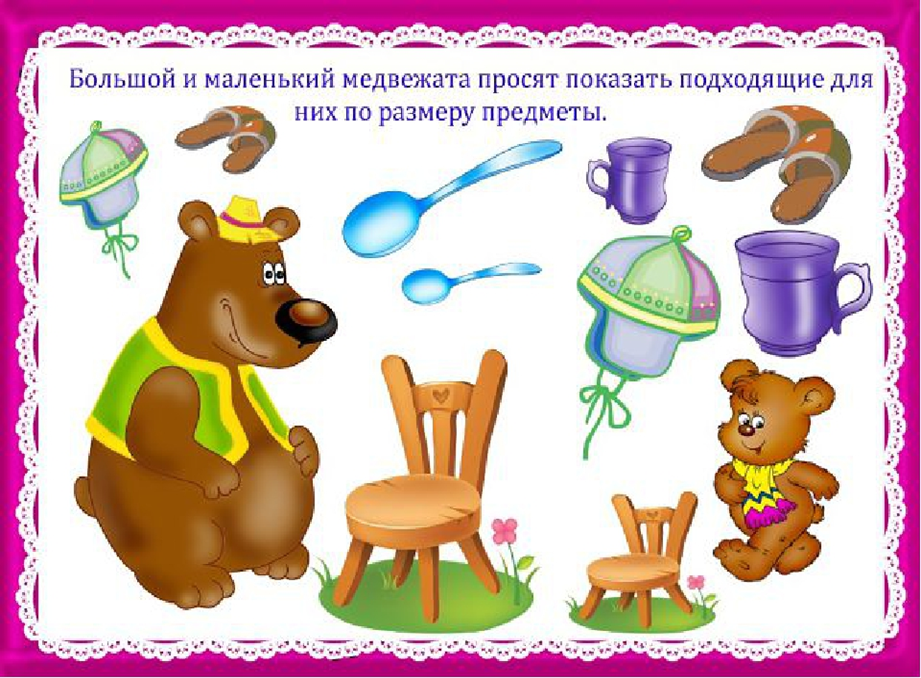 Большой и маленький медвежата просят показать подходящие для
них по размеру предметы.